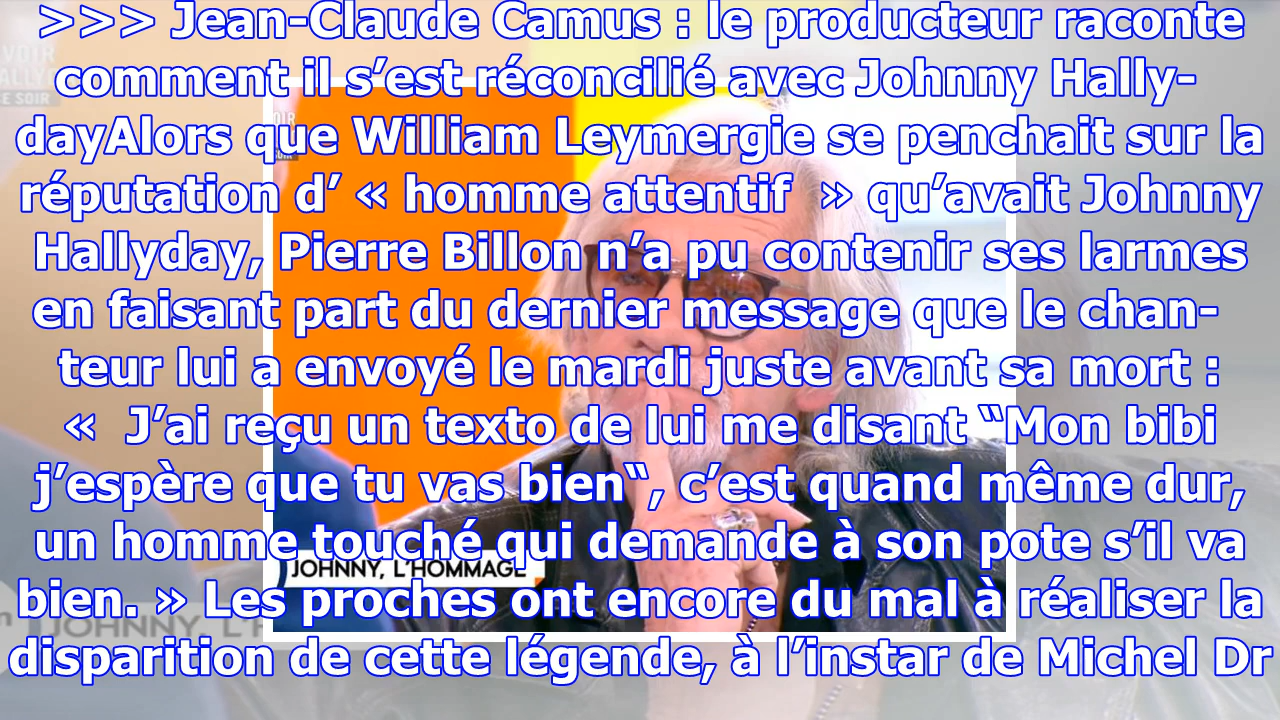 >>> Jean-Claude Camus : le producteur raconte
comment il s’est réconcilié avec Johnny Hally-
dayAlors que William Leymergie se penchait sur la
réputation d’ « homme attentif  » qu’avait Johnny
Hallyday, Pierre Billon n’a pu contenir ses larmes
en faisant part du dernier message que le chan-
teur lui a envoyé le mardi juste avant sa mort :
«  J’ai reçu un texto de lui me disant “Mon bibi
j’espère que tu vas bien“, c’est quand même dur,
un homme touché qui demande à son pote s’il va
bien. » Les proches ont encore du mal à réaliser la
disparition de cette légende, à l’instar de Michel Dr
JOHNNY, L’HOMMAGE